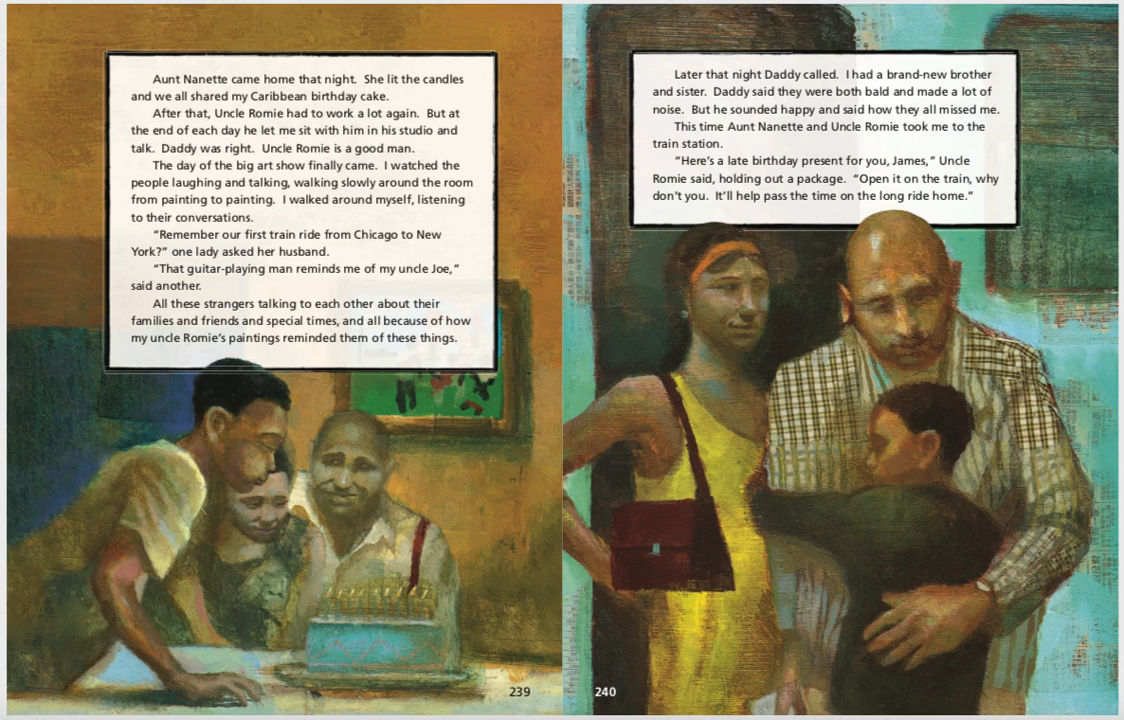 Aunt Nanette came home that night. She lit the candles
and we all shared my Caribbean birthday cake.
After that, Uncle Romie had to work a lot again. But at
the end of each day he let me sit with him in his studio and
talk. Daddy was right. Uncle Romie is a good man.
The day of the big art show finally came. I watched the
people laughing and talking, walking slowly around the room
from painting to painting. I walked around myself, listening
to their conversations.
“Remember our first train ride from Chicago to New
York?” one lady asked her husband.
“That guitar-playing man reminds me of my uncle Joe,”
said another.
All these strangers talking to each other about their
families and friends and special times, and all because of how
my uncle Romie’s paintings reminded them of these things.
239
Later that night Daddy called. I had a brand-new brother
and sister. Daddy said they were both bald and made a lot of
noise. But he sounded happy and said how they all missed me.
This time Aunt Nanette and Uncle Romie took me to the
train station.
“Here’s a late birthday present for you, James,” Uncle
Romie said, holding out a package. “Open it on the train, why
don’t you. It’ll help pass the time on the long ride home.”
240